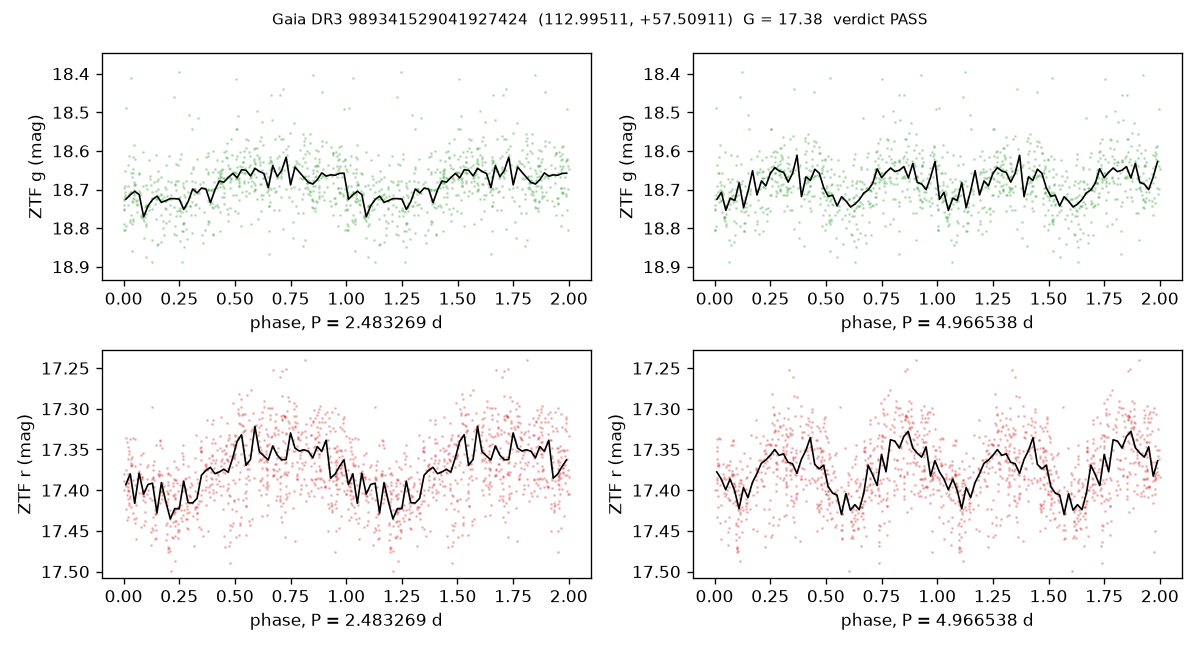 Gaia DR3 989341529041927424 (112.99511, +57.50911) G = 17.38 verdict PASS
ZTF g (mag)
18.4
18.5
18.6
18.7
18.8
18.9
0.00 0.25 0.50 0.75 1.00 1.25 1.50 1.75 2.00
phase, P = 2.483269 d
ZTF g (mag)
18.4
18.5
18.6
18.7
18.8
18.9
0.00 0.25 0.50 0.75 1.00 1.25 1.50 1.75 2.00
phase, P = 4.966538 d
ZTF r (mag)
17.25
17.30
17.35
17.40
17.45
17.50
0.00 0.25 0.50 0.75 1.00 1.25 1.50 1.75 2.00
phase, P = 2.483269 d
ZTF r (mag)
17.25
17.30
17.35
17.40
17.45
17.50
0.00 0.25 0.50 0.75 1.00 1.25 1.50 1.75 2.00
phase, P = 4.966538 d